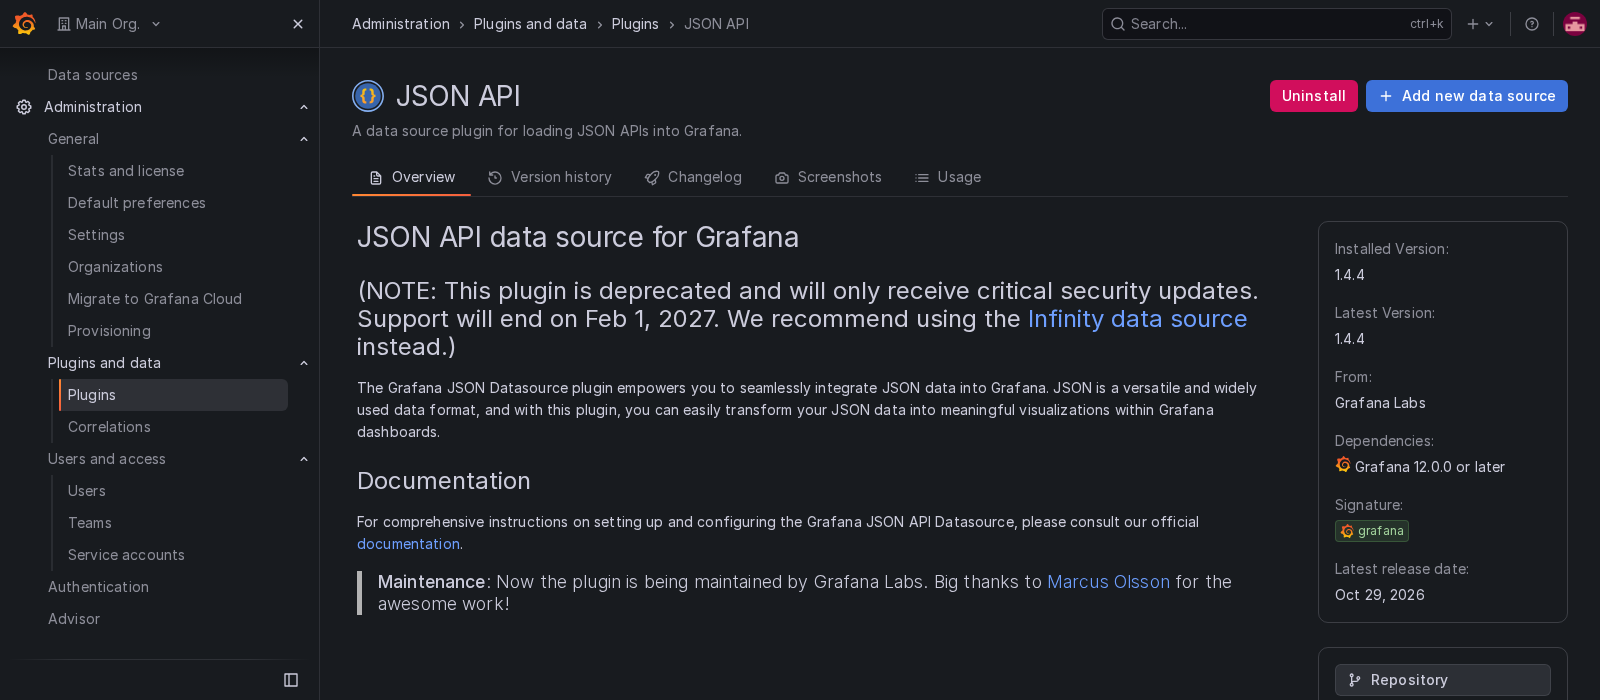 Main Org.
Administration
Plugins and data
Plugins
JSON API
Search...
ctrl+k
Data sources
Administration
General
Stats and license
Default preferences
Settings
Organizations
Migrate to Grafana Cloud
Provisioning
Plugins and data
Plugins
Correlations
Users and access
Users
Teams
Service accounts
Authentication
Advisor
JSON API
Uninstall
Add new data source
A data source plugin for loading JSON APIs into Grafana.
Overview
Version history
Changelog
Screenshots
Usage
JSON API data source for Grafana
(NOTE: This plugin is deprecated and will only receive critical security updates.
Support will end on Feb 1, 2027. We recommend using the Infinity data source
instead.)
The Grafana JSON Datasource plugin empowers you to seamlessly integrate JSON data into Grafana. JSON is a versatile and widely
used data format, and with this plugin, you can easily transform your JSON data into meaningful visualizations within Grafana
dashboards.
Documentation
For comprehensive instructions on setting up and configuring the Grafana JSON API Datasource, please consult our official
documentation.
Maintenance: Now the plugin is being maintained by Grafana Labs. Big thanks to Marcus Olsson for the
awesome work!
Installed Version:
1.4.4
Latest Version:
1.4.4
From:
Grafana Labs
Dependencies:
Grafana 12.0.0 or later
Signature:
grafana
Latest release date:
Oct 29, 2026
Repository